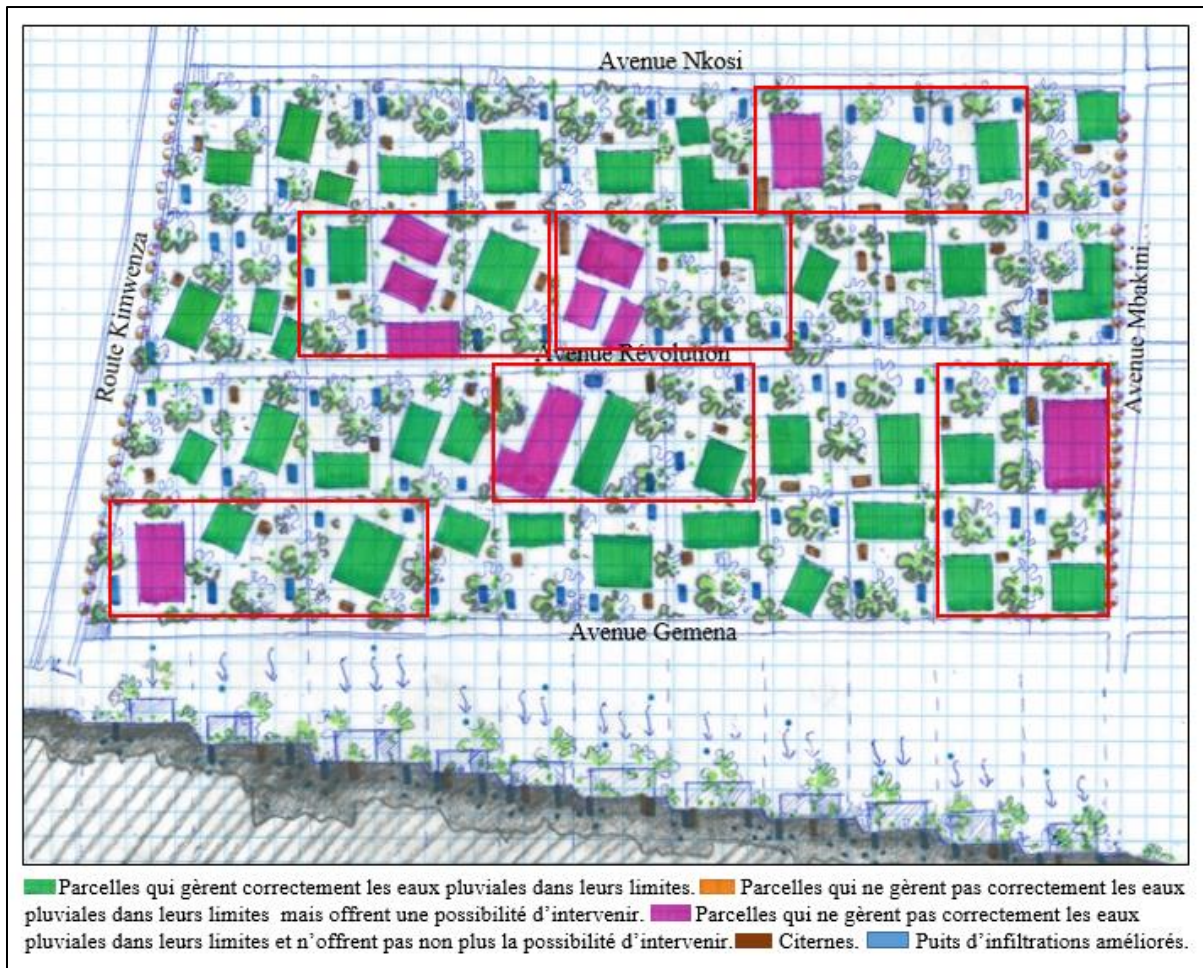 Avenue Nkosi
Route Kimwenza
Avenue Révolution
Avenue Mbakini
Avenue Gemena
Parcelles qui gèrent correctement les eaux pluviales dans leurs limites. Parcelles qui ne gèrent pas correctement les eaux
pluviales dans leurs limites mais offrent une possibilité d’intervenir. Parcelles qui ne gèrent pas correctement les eaux
pluviales dans leurs limites et n’offrent pas non plus la possibilité d’intervenir. Citernes. Puits d’infiltrations améliorés.